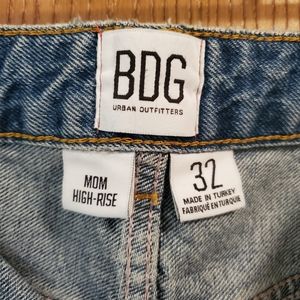 BDG
URBAN OUTFITTERS
MOM
HIGH-RISE
32
MADE IN TURKEY
FABRIQUÉ EN TURQUIE